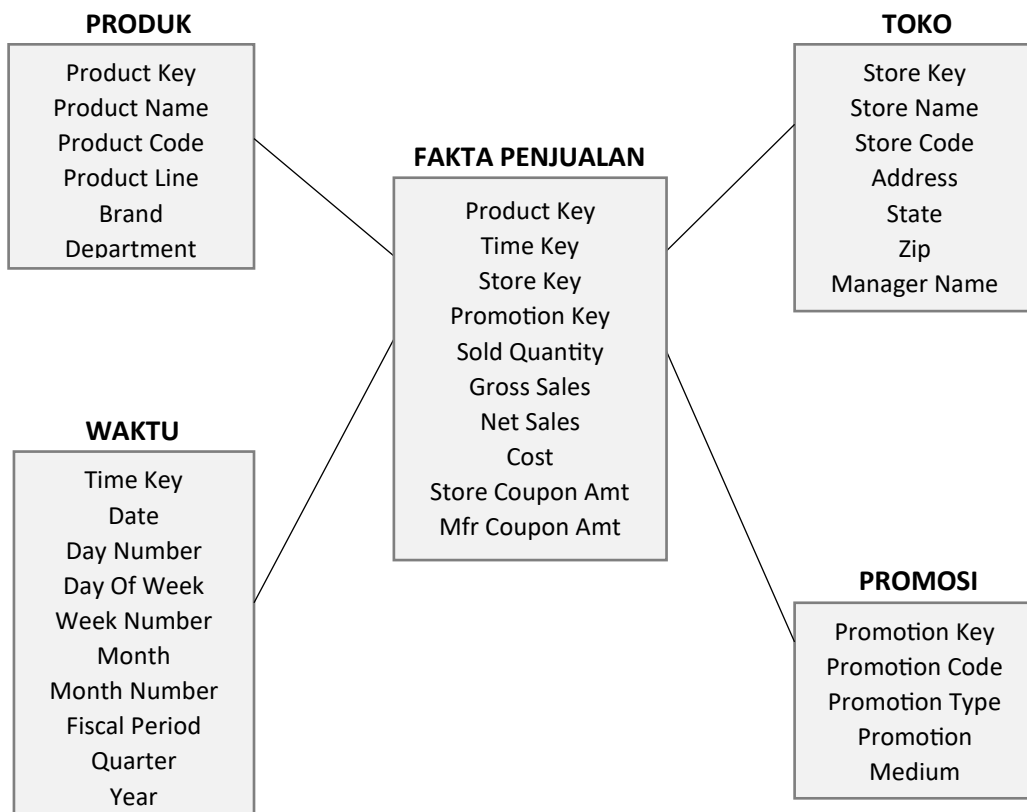 PRODUK
Product Key
Product Name
Product Code
Product Line
Brand
Department
TOKO
Store Key
Store Name
Store Code
Address
State
Zip
Manager Name
FAKTA PENJUALAN
Product Key
Time Key
Store Key
Promotion Key
Sold Quantity
Gross Sales
Net Sales
Cost
Store Coupon Amt
Mfr Coupon Amt
WAKTU
Time Key
Date
Day Number
Day Of Week
Week Number
Month
Month Number
Fiscal Period
Quarter
Year
PROMOSI
Promotion Key
Promotion Code
Promotion Type
Promotion
Medium